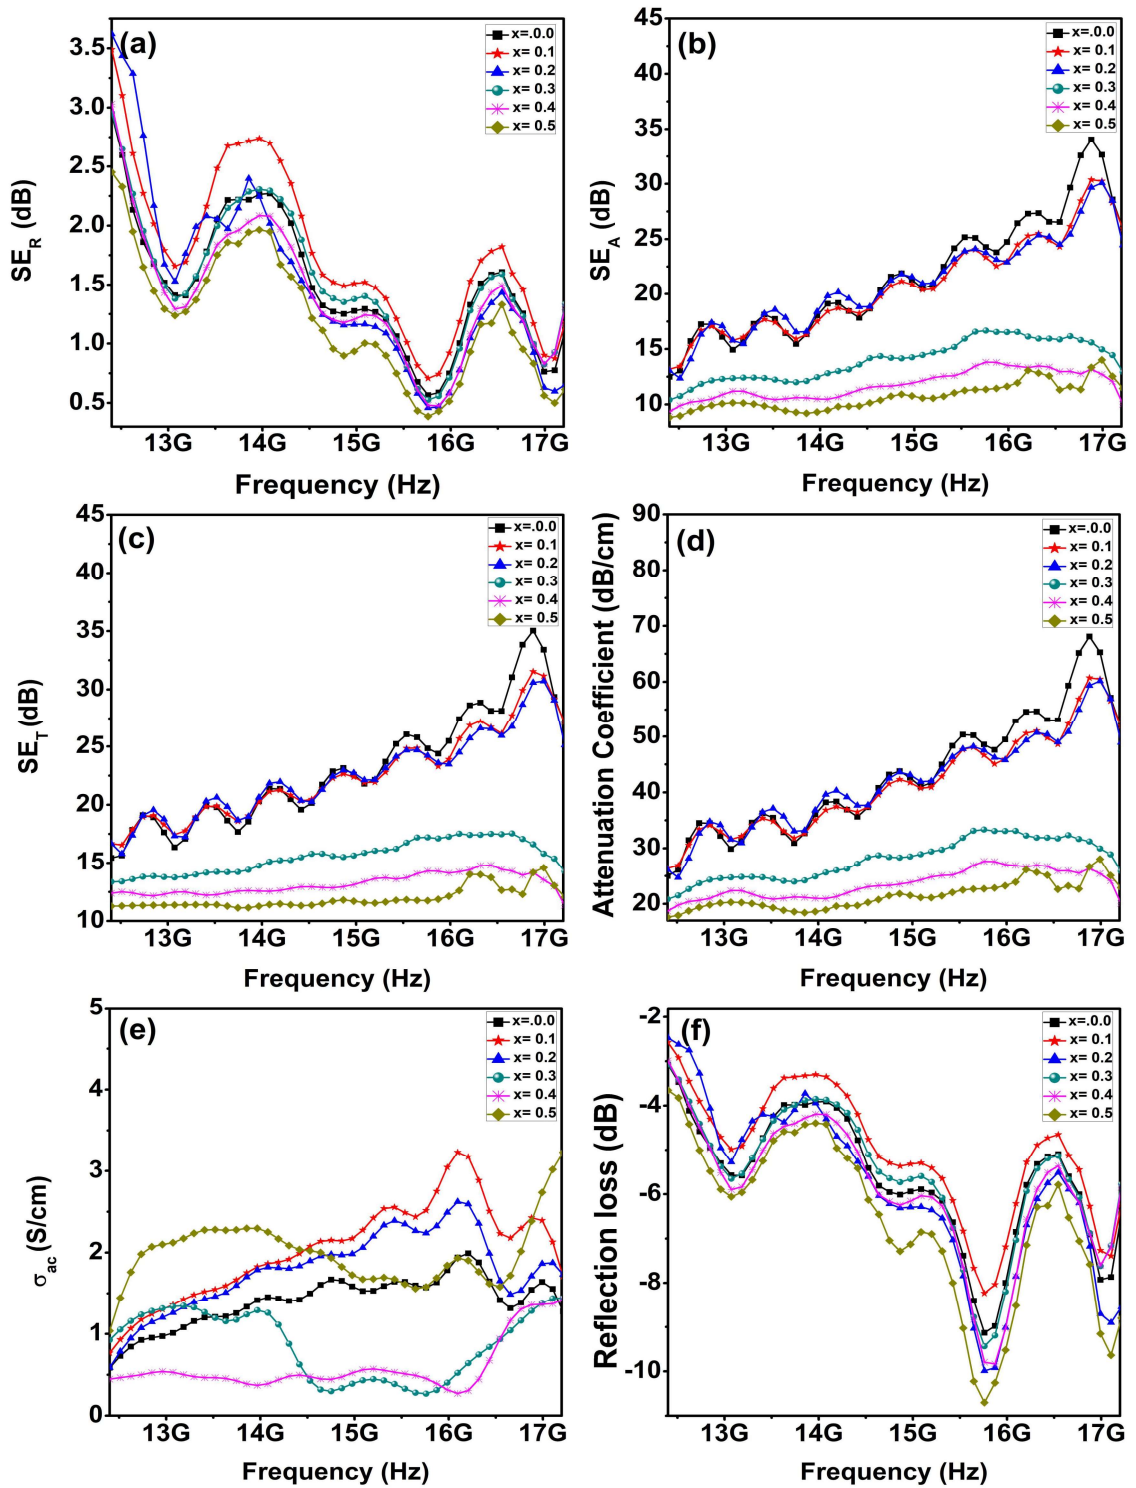 (a)
x=.0.0
x= 0.1
x= 0.2
x= 0.3
x= 0.4
x= 0.5
3.5
3.0
2.5
2.0
1.5
1.0
0.5
SE_R (dB)
13G 14G 15G 16G 17G
Frequency (Hz)
(b)
x=.0.0
x= 0.1
x= 0.2
x= 0.3
x= 0.4
x= 0.5
45
40
35
30
25
20
15
10
SE_A (dB)
13G 14G 15G 16G 17G
Frequency (Hz)
(c)
x=.0.0
x= 0.1
x= 0.2
x= 0.3
x= 0.4
x= 0.5
45
40
35
30
25
20
15
10
SE_T (dB)
13G 14G 15G 16G 17G
Frequency (Hz)
(d)
x=.0.0
x= 0.1
x= 0.2
x= 0.3
x= 0.4
x= 0.5
90
80
70
60
50
40
30
20
Attenuation Coefficient (dB/cm)
13G 14G 15G 16G 17G
Frequency (Hz)
(e)
x=.0.0
x= 0.1
x= 0.2
x= 0.3
x= 0.4
x= 0.5
5
4
3
2
1
0
σ_ac (S/cm)
13G 14G 15G 16G 17G
Frequency (Hz)
(f)
x=.0.0
x= 0.1
x= 0.2
x= 0.3
x= 0.4
x= 0.5
-2
-4
-6
-8
-10
Reflection loss (dB)
13G 14G 15G 16G 17G
Frequency (Hz)